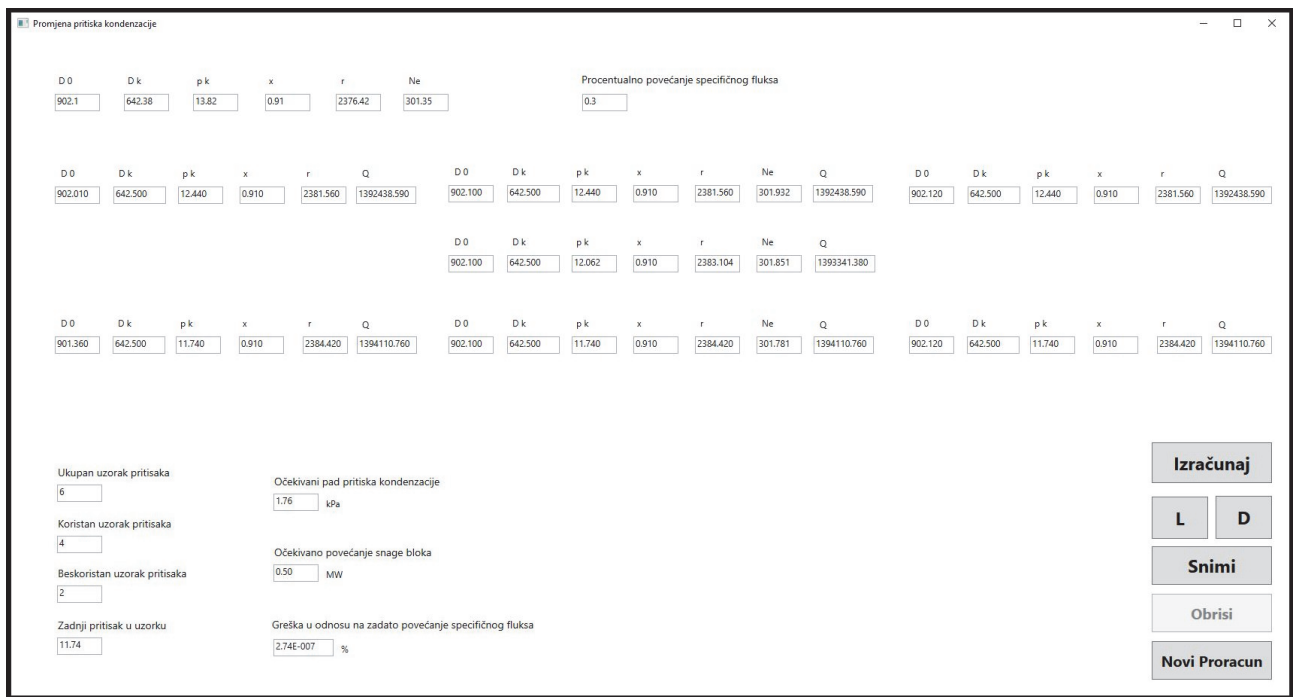 Promjena pritiska kondenzacije
D 0 D k p k x r Ne Procentualno povećanje specifičnog fluksa
902.1 642.38 13.82 0.91 2376.42 301.35 0.3
D 0 D k p k x r Q D 0 D k p k x r Ne Q D 0 D k p k x r Q
902.010 642.500 12.440 0.910 2381.560 1392438.590 902.100 642.500 12.440 0.910 2381.560 301.932 1392438.590 902.120 642.500 12.440 0.910 2381.560 1392438.590
D 0 D k p k x r Ne Q
902.100 642.500 12.062 0.910 2383.104 301.851 1393341.380
D 0 D k p k x r Q D 0 D k p k x r Ne Q D 0 D k p k x r Q
901.360 642.500 11.740 0.910 2384.420 1394110.760 902.100 642.500 11.740 0.910 2384.420 301.781 1394110.760 902.120 642.500 11.740 0.910 2384.420 1394110.760
Ukupan uzorak pritisaka
6
Koristan uzorak pritisaka
4
Beskoristan uzorak pritisaka
2
Zadnji pritisak u uzorku
11.74
Očekivani pad pritiska kondenzacije
1.76 kPa
Očekivano povećanje snage bloka
0.50 MW
Greška u odnosu na zadato povećanje specifičnog fluksa
2.74E-007 %
Izračunaj
L D
Snimi
Obrisi
Novi Proracun